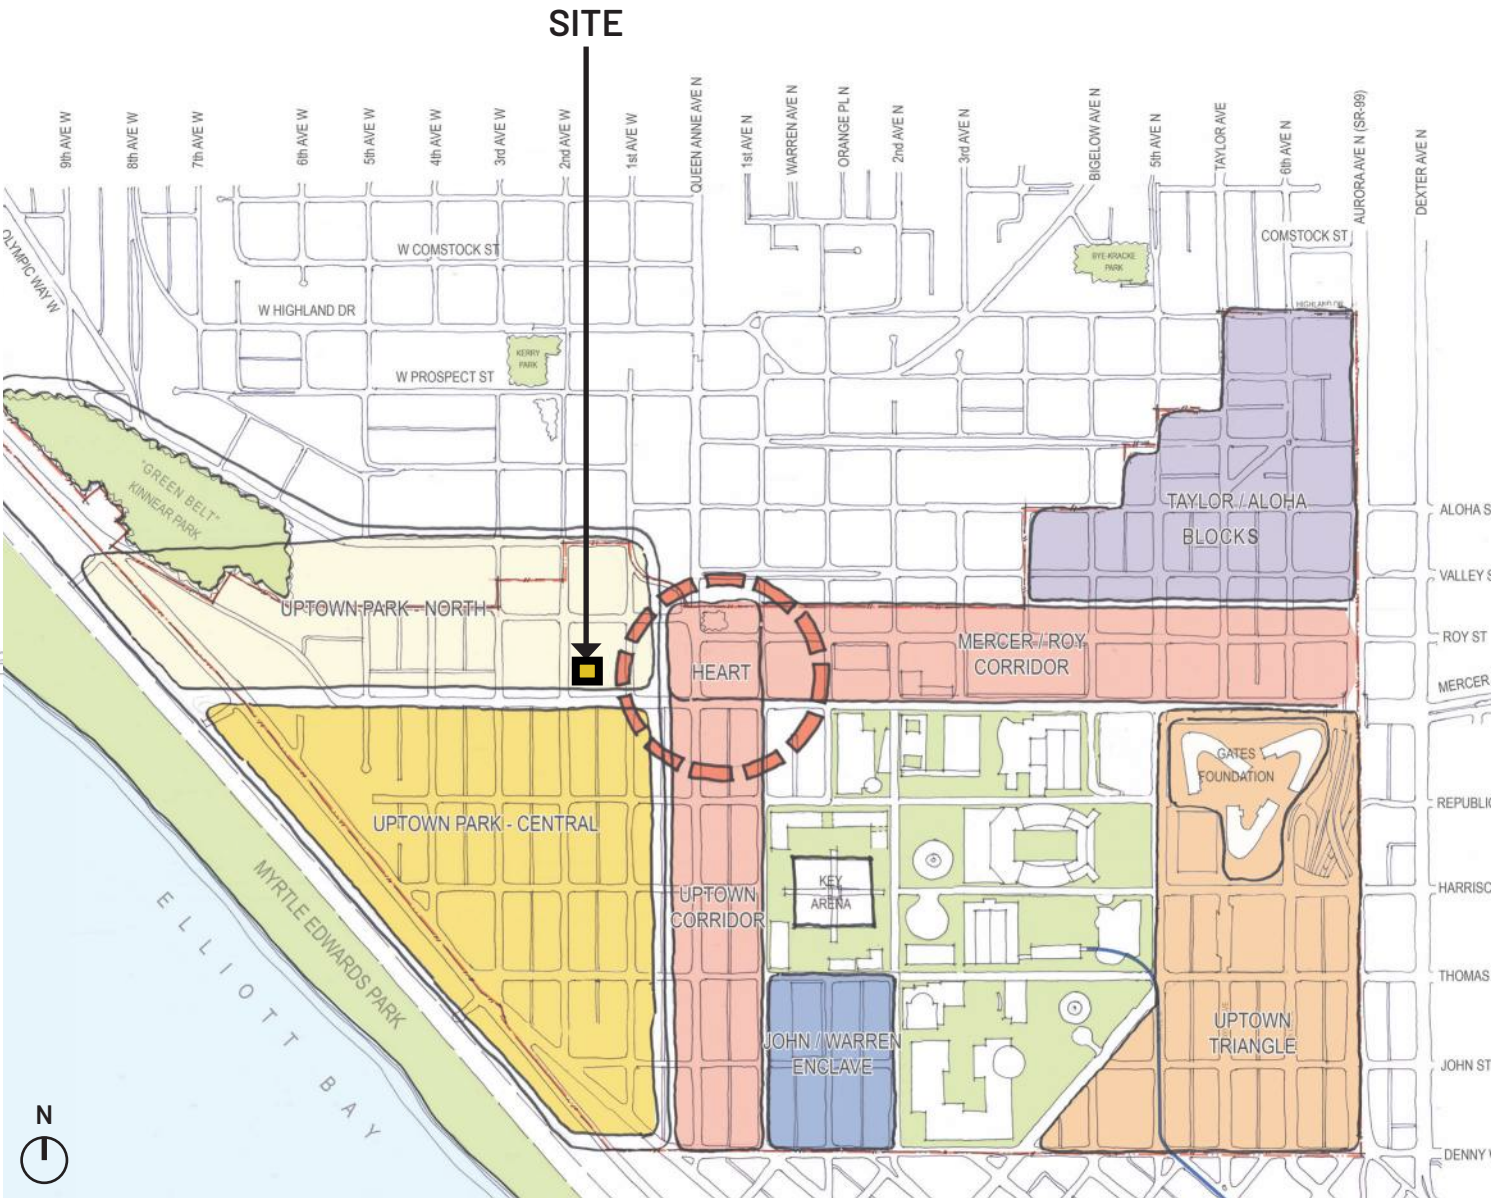 SITE
9th AVE W
8th AVE W
7th AVE W
6th AVE W
5th AVE W
4th AVE W
3rd AVE W
2nd AVE W
1st AVE W
QUEEN ANNE AVE N
1st AVE N
WARREN AVE N
ORANGE PL N
2nd AVE N
3rd AVE N
BIGELOW AVE N
5th AVE N
TAYLOR AVE
6th AVE N
AURORA AVE N (SR-99)
DEXTER AVE N
OLYMPIC WAY W
W COMSTOCK ST
COMSTOCK ST
BYE-KRACKE
PARK
W HIGHLAND DR
HIGHLAND DR
KERRY
PARK
W PROSPECT ST
"GREEN BELT"
KINNEAR PARK
TAYLOR / ALOHA
BLOCKS
ALOHA S
VALLEY S
UPTOWN PARK - NORTH
ROY ST
MERCER / ROY
CORRIDOR
HEART
MERCER
GATES
FOUNDATION
REPUBLIC
UPTOWN PARK - CENTRAL
KEY
ARENA
HARRISO
UPTOWN
CORRIDOR
MYRTLE EDWARDS PARK
ELLIOTT BAY
THOMAS
UPTOWN
TRIANGLE
JOHN / WARREN
ENCLAVE
JOHN ST
N
DENNY W